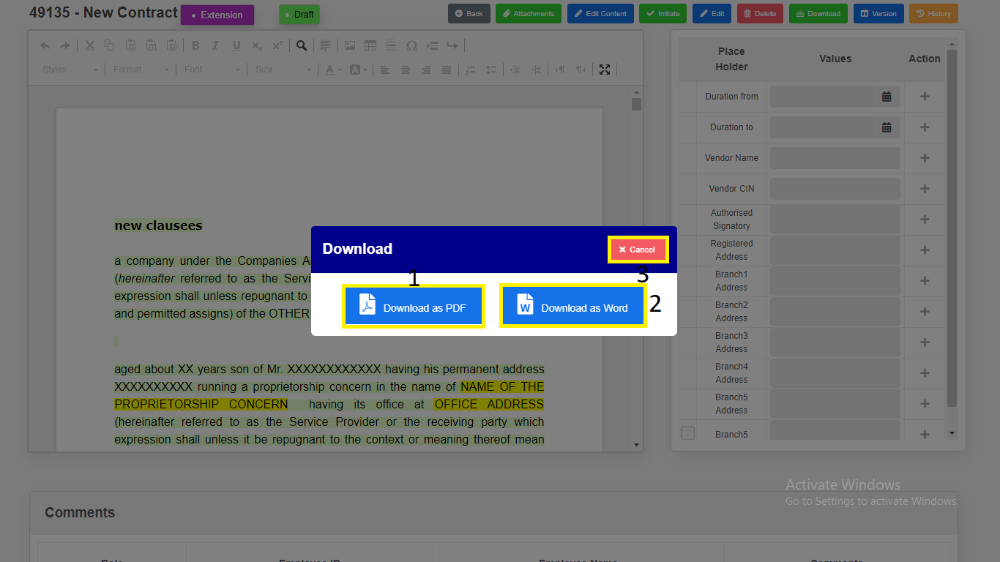 49135 - New Contract
Extension
Draft
Back
Attachments
Edit Content
Initiate
Edit
Delete
Download
Version
History
Styles
Format
Font
Size
Place Holder
Values
Action
Duration from
Duration to
Vendor Name
Vendor CIN
Authorised
Signatory
Registered
Address
Branch1
Address
Branch2
Address
Branch3
Address
Branch4
Address
Branch5
Address
Branch5
new clausees
a company under the Companies
(hereinafter referred to as the
expression shall unless repugnant to
and permitted assigns) of the OTHER
aged about XX years son of Mr. XXXXXXXXXXXX having his permanent address
XXXXXXXXXX running a proprietorship concern in the name of NAME OF THE
PROPRIETORSHIP CONCERN having its office at OFFICE ADDRESS
(hereinafter referred to as the Service Provider or the receiving party which
expression shall unless it be repugnant to the context or meaning thereof mean
Download
Cancel
1
3
Download as PDF
Download as Word
2
Activate Windows
Go to Settings to activate Windows.
Comments
Role
Employee ID
Employee Name
Comments